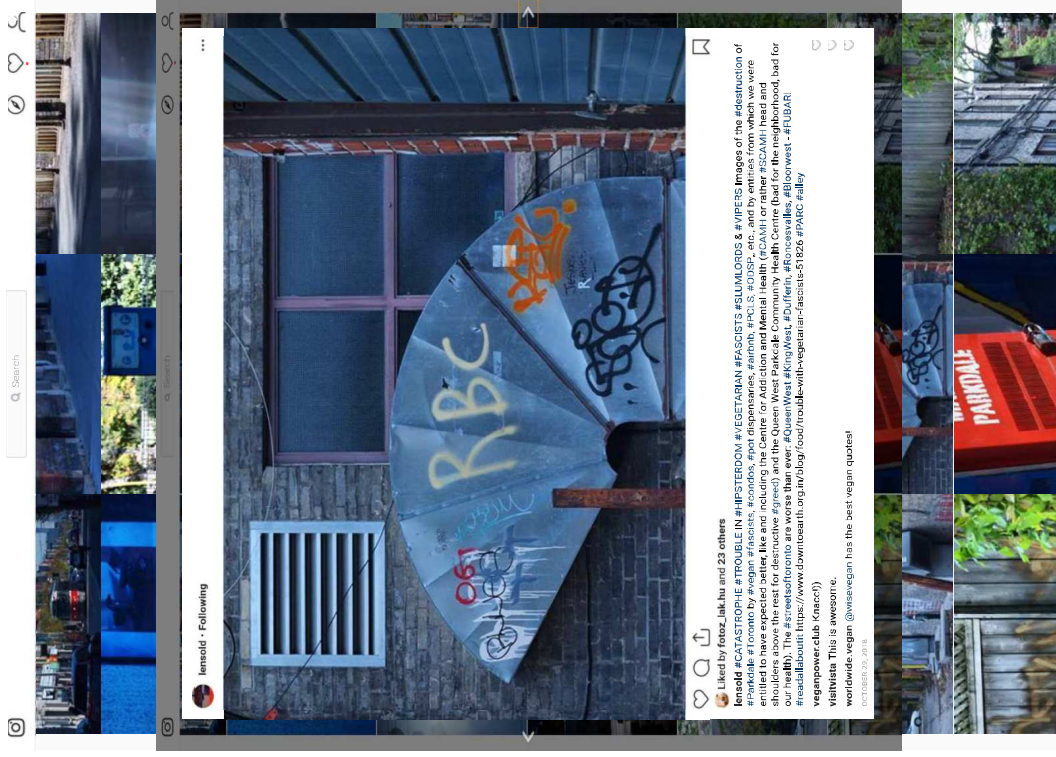 Search
lensold • Following
RBC
06
Liked by fotoz_lak.hu and 23 others
lensold #CATASTROPHE #TROUBLE IN #HIPSTERDOM #VEGETARIAN #FASCISTS #SLUMLORDS & #VIPERS Images of the #destruction of
#Parkdale #Toronto by #vegan #fascists, #condos, #pot dispensaries, #airbnb, #PCLS, #ODSP,, etc., and by entities from which we were
entitled to have expected better, like and including the Centre for Addiction and Mental Health (#CAMH or rather #SCAMH head and
shoulders above the rest for destructive #greed) and the Queen West Parkdale Community Health Centre (bad for the neighborhood, bad for
our health). The #streetsoftoronto are worse than ever: #QueenWest #KingWest, #Dufferin, #Roncesvalles, #Bloorwest - #FUBAR!
#readallaboutit https://www.downtoearth.org.in/blog/food/trouble-with-vegetarian-fascists-51826 #PARC #alley
veganpower.club Knacc!))
visitvista This is awesome.
worldwide.vegan @wisevegan has the best vegan quotes!
OCTOBER 29, 2018
Search
PARKDALE